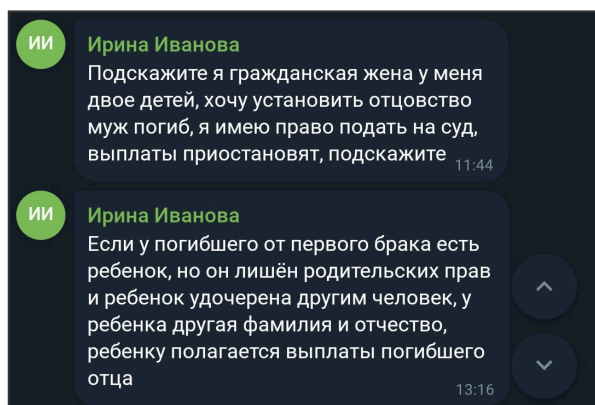 ИИ
Ирина Иванова
Подскажите я гражданская жена у меня
двое детей, хочу установить отцовство
муж погиб, я имею право подать на суд,
выплаты приостановят, подскажите 11:44
ИИ
Ирина Иванова
Если у погибшего от первого брака есть
ребенок, но он лишён родительских прав
и ребенок удочерена другим человек, у
ребенка другая фамилия и отчество,
ребенку полагается выплаты погибшего
отца 13:16